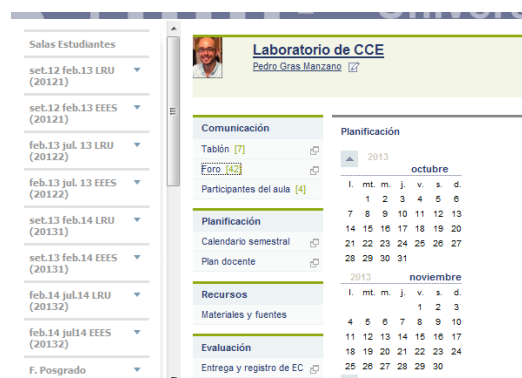 Univers
Salas Estudiantes
set.12 feb.13 LRU
(20121)
set.12 feb.13 EEES
(20121)
feb.13 jul. 13 LRU
(20122)
feb.13 jul. 13 EEES
(20122)
set.13 feb.14 LRU
(20131)
set.13 feb.14 EEES
(20131)
feb.14 jul.14 LRU
(20132)
feb.14 jul14 EEES
(20132)
F. Posgrado
Laboratorio de CCE
Pedro Gras Manzano
Comunicación
Tablón [7]
Foro [42]
Participantes del aula [4]
Planificación
Calendario semestral
Plan docente
Recursos
Materiales y fuentes
Evaluación
Entrega y registro de EC
Planificación
2013
octubre
l. mt. m. j. v. s. d.
1 2 3 4 5 6
7 8 9 10 11 12 13
14 15 16 17 18 19 20
21 22 23 24 25 26 27
28 29 30 31
2013 noviembre
l. mt. m. j. v. s. d.
1 2 3
4 5 6 7 8 9 10
11 12 13 14 15 16 17
18 19 20 21 22 23 24
25 26 27 28 29 30